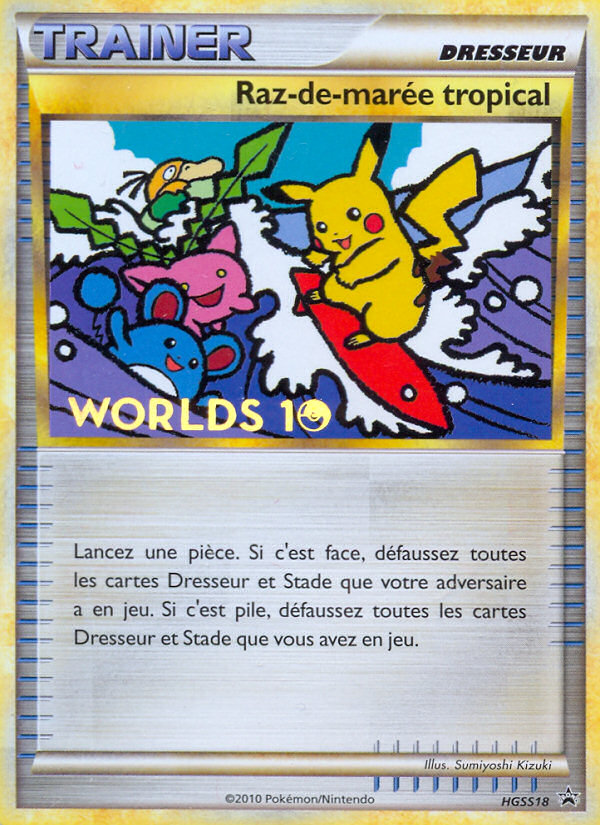 TRAINER
DRESSEUR
Raz-de-marée tropical
WORLDS 10
Lancez une pièce. Si c'est face, défaussez toutes
les cartes Dresseur et Stade que votre adversaire
a en jeu. Si c'est pile, défaussez toutes les cartes
Dresseur et Stade que vous avez en jeu.
Illus. Sumiyoshi Kizuki
©2010 Pokémon/Nintendo
HGSS18